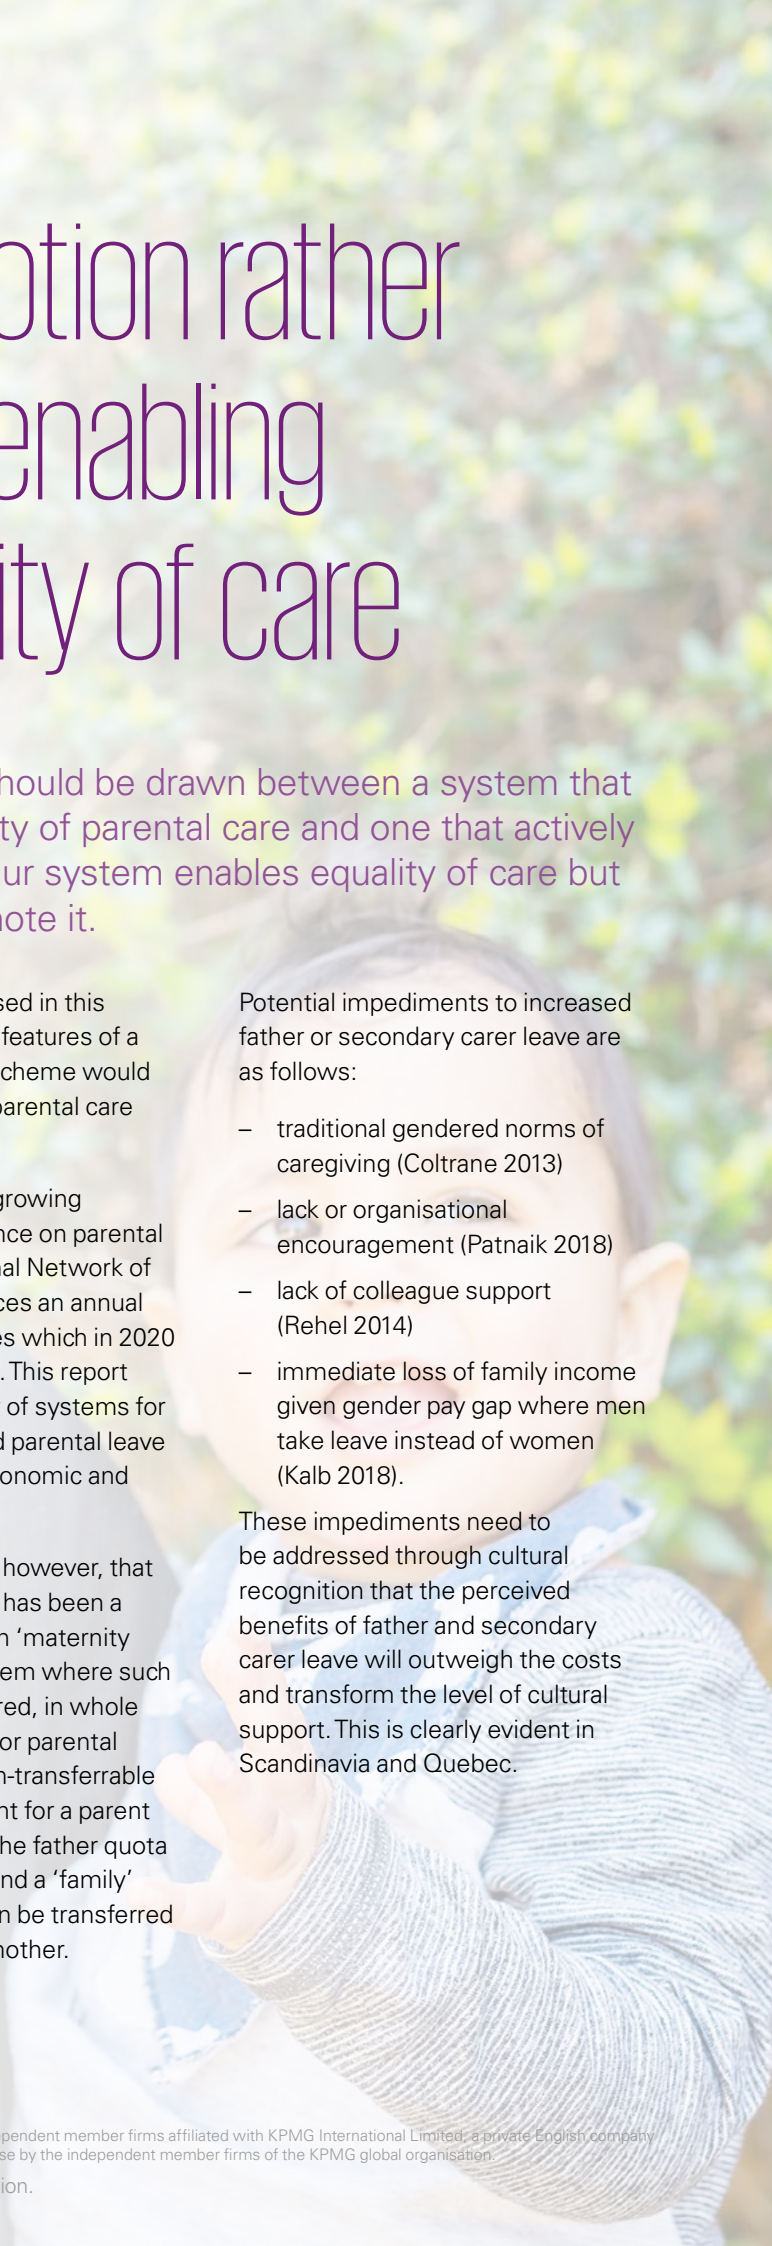 otion rather
enabling
ity of care
hould be drawn between a system that
ty of parental care and one that actively
ur system enables equality of care but
note it.
sed in this
features of a
cheme would
parental care
growing
nce on parental
nal Network of
ces an annual
es which in 2020
. This report
of systems for
d parental leave
onomic and
however, that
has been a
n ‘maternity
em where such
red, in whole
or parental
n-transferrable
nt for a parent
he father quota
nd a ‘family’
n be transferred
nother.
Potential impediments to increased
father or secondary carer leave are
as follows:
– traditional gendered norms of
caregiving (Coltrane 2013)
– lack or organisational
encouragement (Patnaik 2018)
– lack of colleague support
(Rehel 2014)
– immediate loss of family income
given gender pay gap where men
take leave instead of women
(Kalb 2018).
These impediments need to
be addressed through cultural
recognition that the perceived
benefits of father and secondary
carer leave will outweigh the costs
and transform the level of cultural
support. This is clearly evident in
Scandinavia and Quebec.
pendent member firms affiliated with KPMG International Limited, a private English company
se by the independent member firms of the KPMG global organisation.
ion.